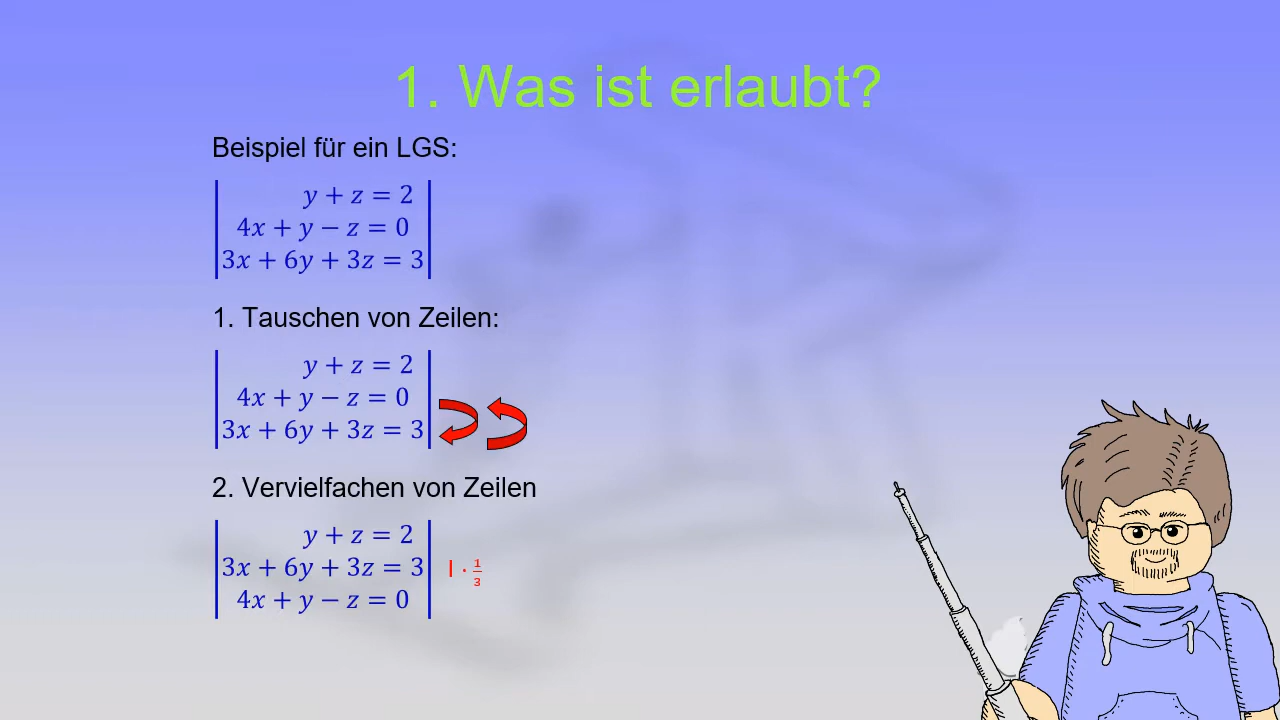 1. Was ist erlaubt?
Beispiel für ein LGS:
y + z = 2
4x + y − z = 0
3x + 6y + 3z = 3
1. Tauschen von Zeilen:
y + z = 2
4x + y − z = 0
3x + 6y + 3z = 3
2. Vervielfachen von Zeilen
y + z = 2
3x + 6y + 3z = 3 | · 1/3
4x + y − z = 0